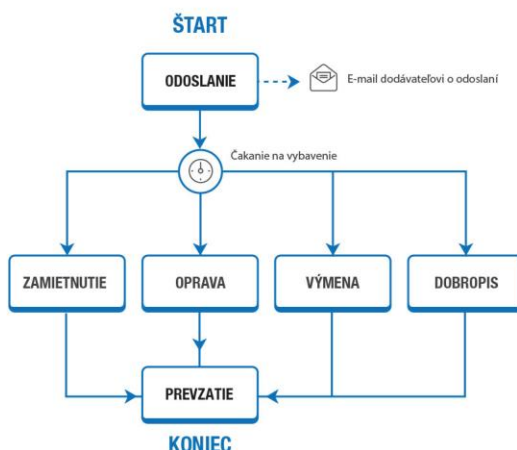 ŠTART
ODOSLANIE
E-mail dodávateľovi o odoslaní
Čakanie na vybavenie
ZAMIETNUTIE
OPRAVA
VÝMENA
DOBROPIS
PREVZATIE
KONIEC